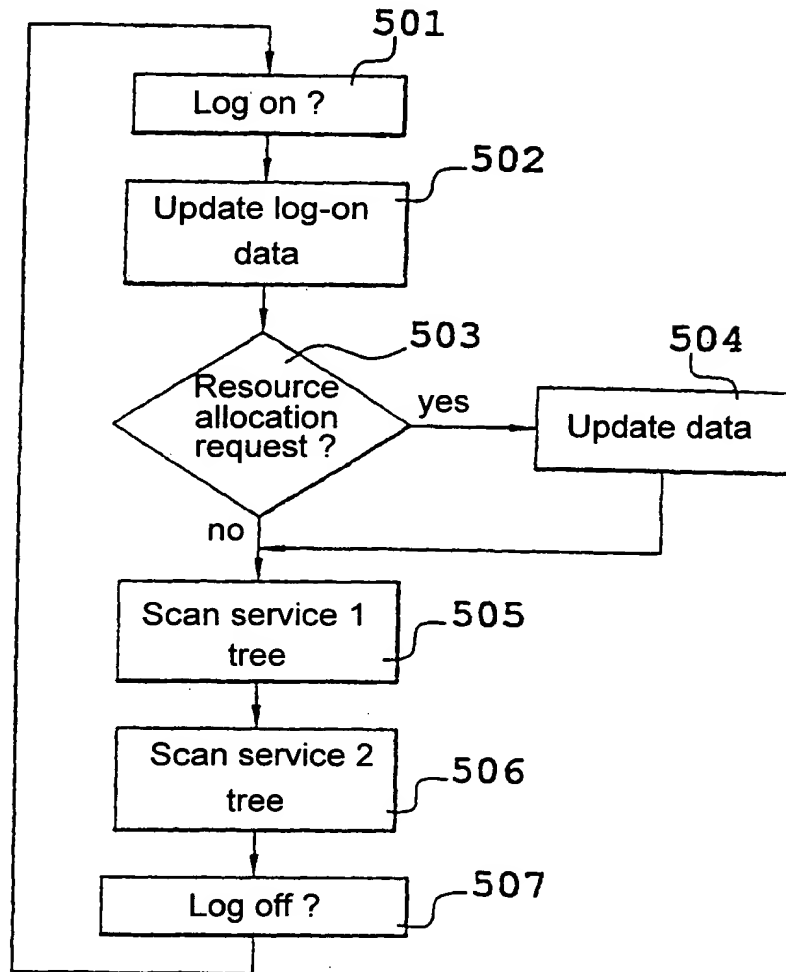 501
Log on ?
502
Update log-on
data
503
504
Resource
allocation
request ?
yes
Update data
no
Scan service 1
tree
505
Scan service 2
tree
506
Log off ?
507